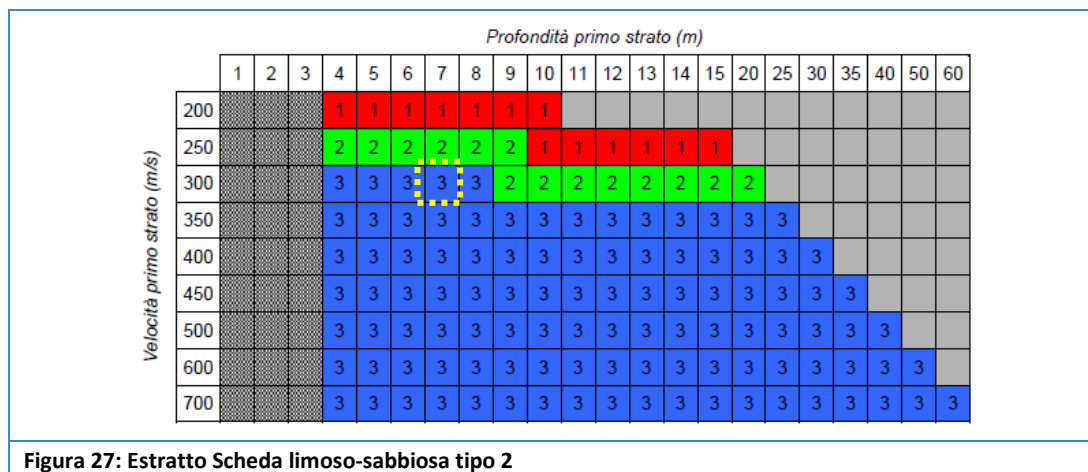 Profondità primo strato (m)
1 2 3 4 5 6 7 8 9 10 11 12 13 14 15 20 25 30 35 40 50 60
Velocità primo strato (m/s)
200 1 1 1 1 1 1 1
250 2 2 2 2 2 2 1 1 1 1 1 1
300 3 3 3 3 3 2 2 2 2 2 2 2 2
350 3 3 3 3 3 3 3 3 3 3 3 3 3 3
400 3 3 3 3 3 3 3 3 3 3 3 3 3 3 3
450 3 3 3 3 3 3 3 3 3 3 3 3 3 3 3 3
500 3 3 3 3 3 3 3 3 3 3 3 3 3 3 3 3 3
600 3 3 3 3 3 3 3 3 3 3 3 3 3 3 3 3 3 3
700 3 3 3 3 3 3 3 3 3 3 3 3 3 3 3 3 3 3 3
Figura 27: Estratto Scheda limoso-sabbiosa tipo 2